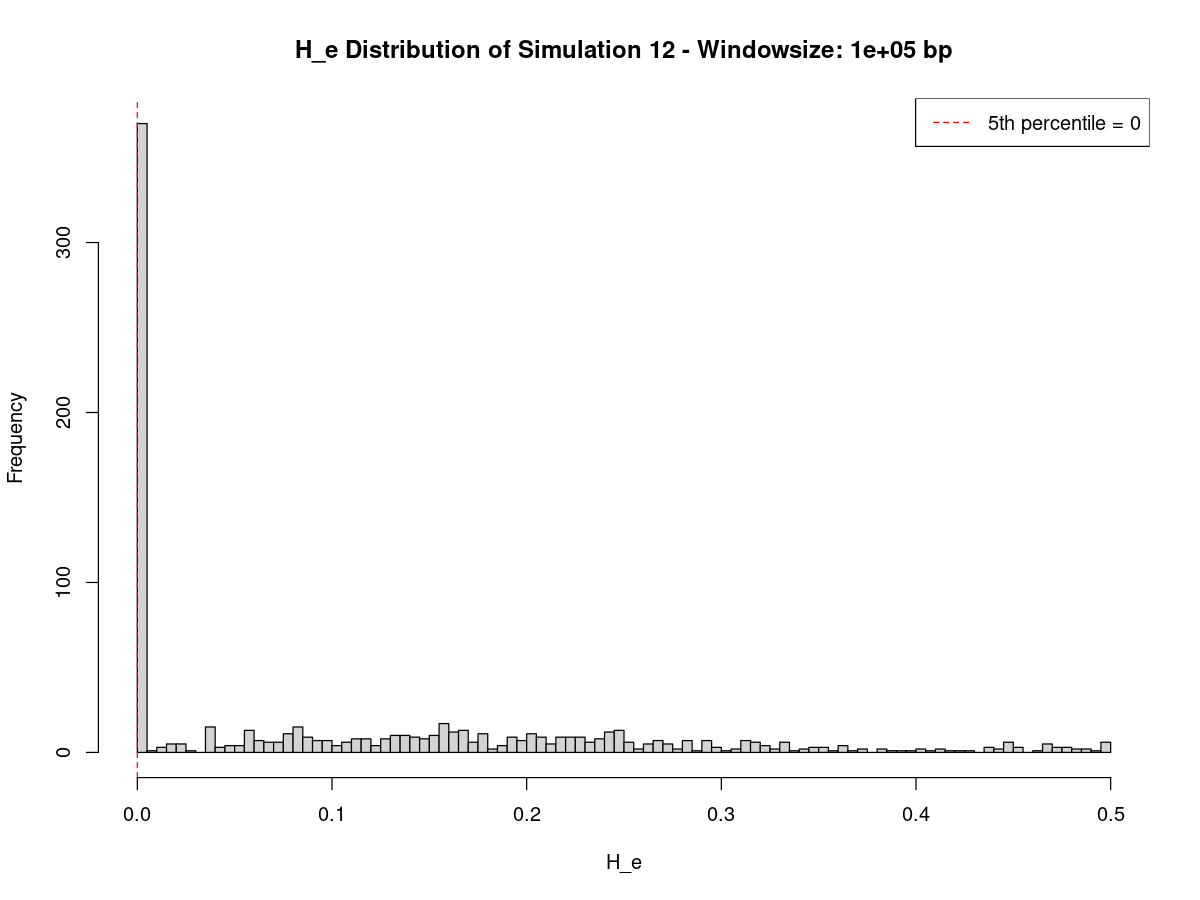 H_e Distribution of Simulation 12 - Windowsize: 1e+05 bp
5th percentile = 0
Frequency
300
200
100
0
0.0 0.1 0.2 0.3 0.4 0.5
H_e